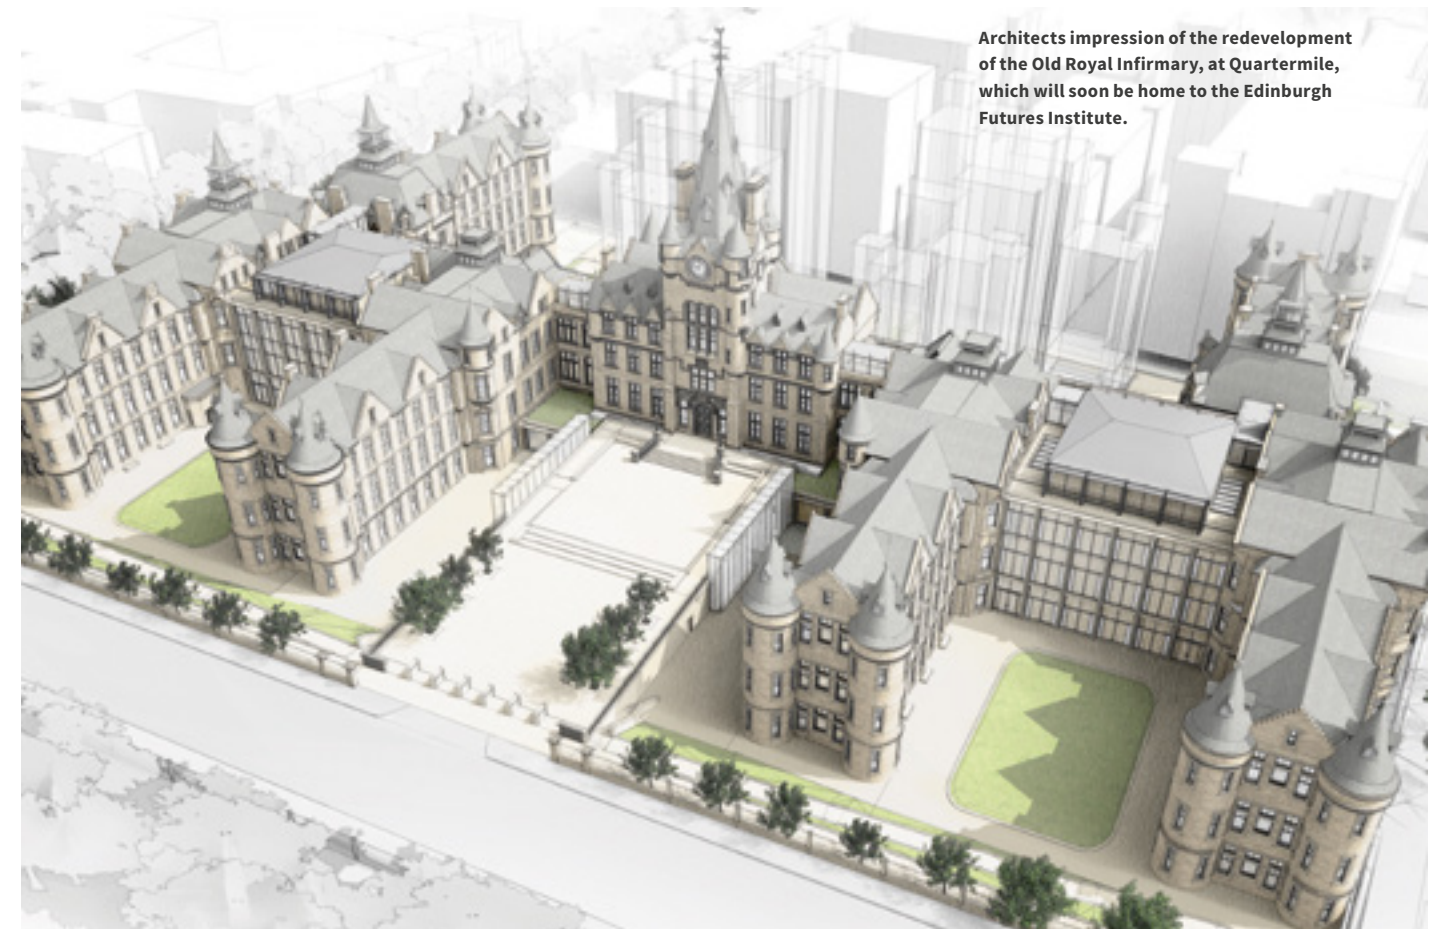 Architects impression of the redevelopment
of the Old Royal Infirmary, at Quartermile,
which will soon be home to the Edinburgh
Futures Institute.